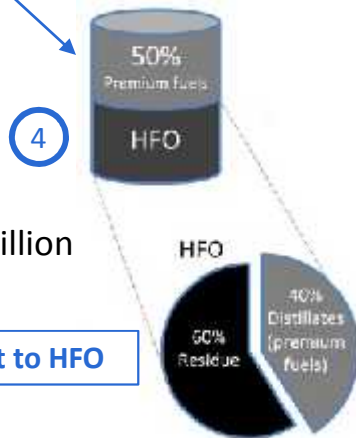 50%
Premium fuels
4
HFO
illion
HFO
40%
Distillates
60%
(premium
Residue
fuels)
t to HFO